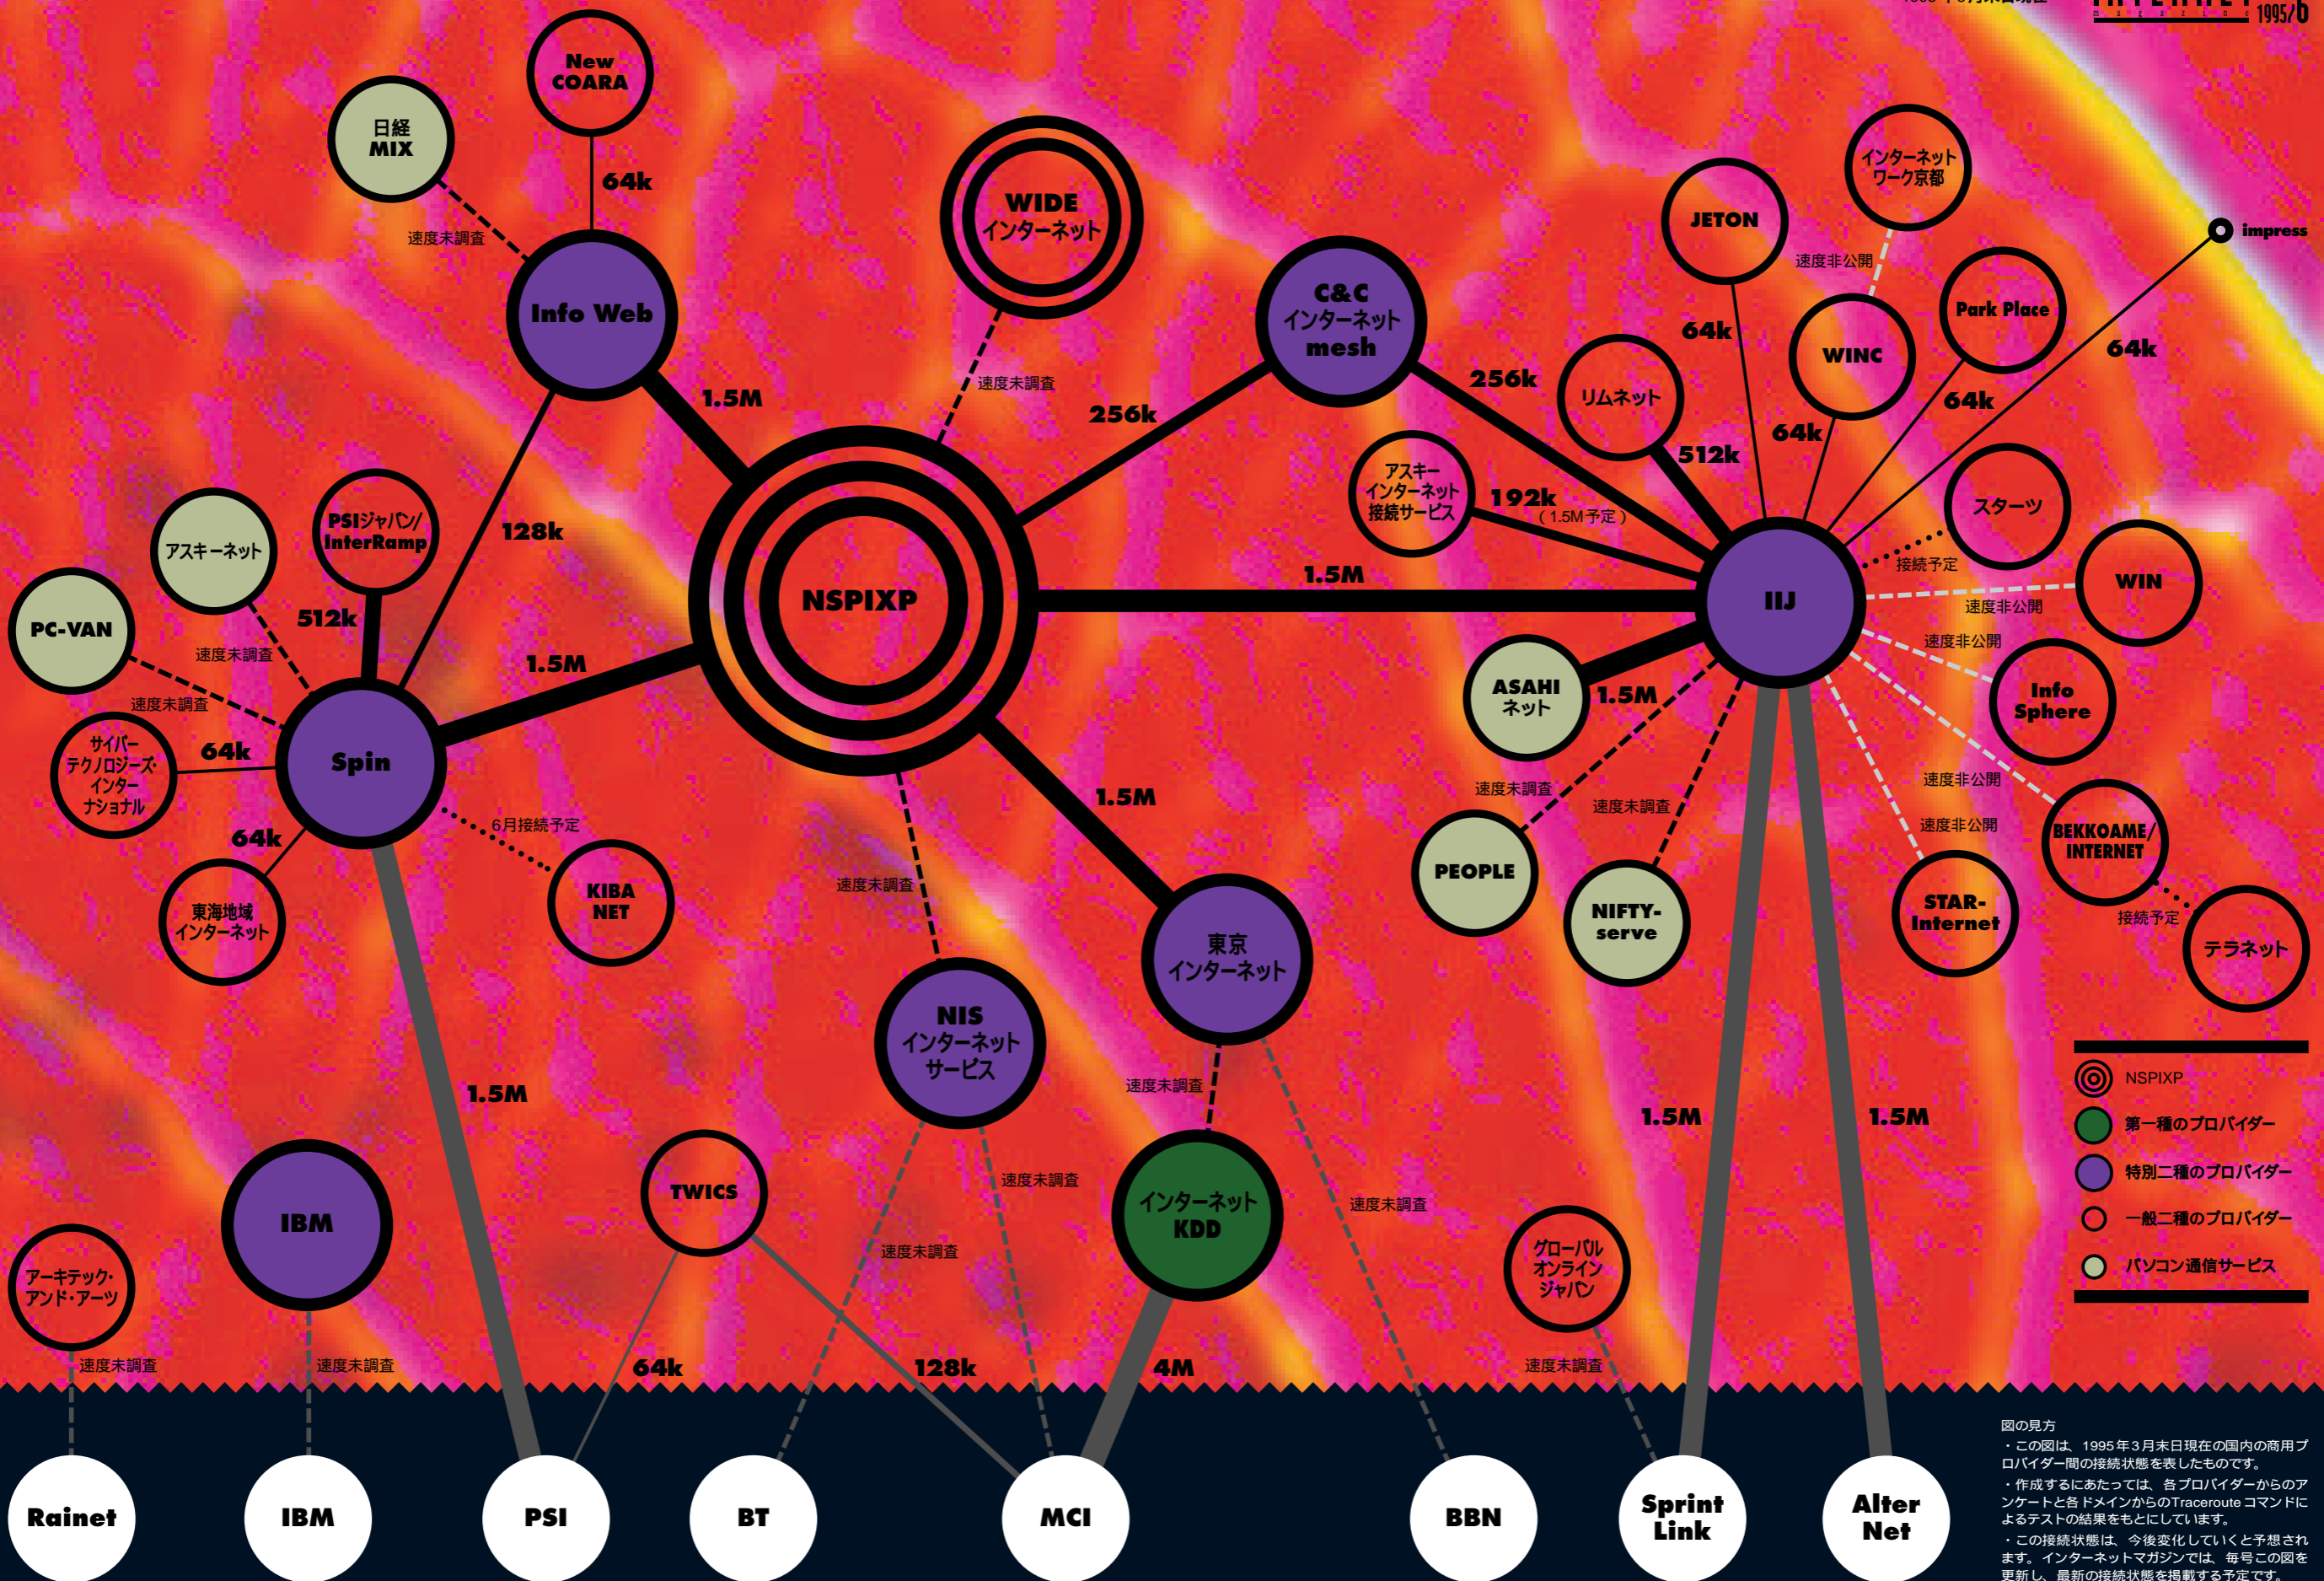 1995/6
New
COARA
日経
MIX
64k
速度未調査
WIDE
インターネット
インターネット
ワーク京都
JETON
速度非公開
impress
Info Web
C&C
インターネット
mesh
64k
Park Place
WINC
64k
1.5M
速度未調査
256k
256k
リムネット
64k
64k
512k
アスキー
インターネット
接続サービス
192k
（1.5M予定）
スターツ
接続予定
128k
PSIジャパン/
InterRamp
アスキーネット
512k
PC-VAN
速度未調査
速度未調査
1.5M
NSPIXP
1.5M
IIJ
WIN
速度非公開
速度非公開
Info
Sphere
ASAHI
ネット
1.5M
サイバー
テクノロジーズ・
インター
ナショナル
64k
Spin
64k
6月接続予定
1.5M
速度未調査
速度未調査
速度非公開
速度非公開
BEKKOAME/
INTERNET
接続予定
テラネット
東海地域
インターネット
KIBA
NET
速度未調査
PEOPLE
NIFTY-
serve
STAR-
Internet
東京
インターネット
NIS
インターネット
サービス
1.5M
速度未調査
1.5M
1.5M
NSPIXP
第一種のプロバイダー
特別二種のプロバイダー
一般二種のプロバイダー
パソコン通信サービス
TWICS
速度未調査
速度未調査
速度未調査
インターネット
KDD
IBM
アーキテック・
アンド・アーツ
グローバル
オンライン
ジャパン
速度未調査
速度未調査
64k
128k
4M
速度未調査
Rainet
IBM
PSI
BT
MCI
BBN
Sprint
Link
Alter
Net
図の見方
・この図は、1995年3月末日現在の国内の商用プ
ロバイダー間の接続状態を表したものです。
・作成するにあたっては、各プロバイダーからのア
ンケートと各ドメインからのTracerouteコマンドに
よるテストの結果をもとにしています。
・この接続状態は、今後変化していくと予想され
ます。インターネットマガジンでは、毎号この図を
更新し、最新の接続状態を掲載する予定です。